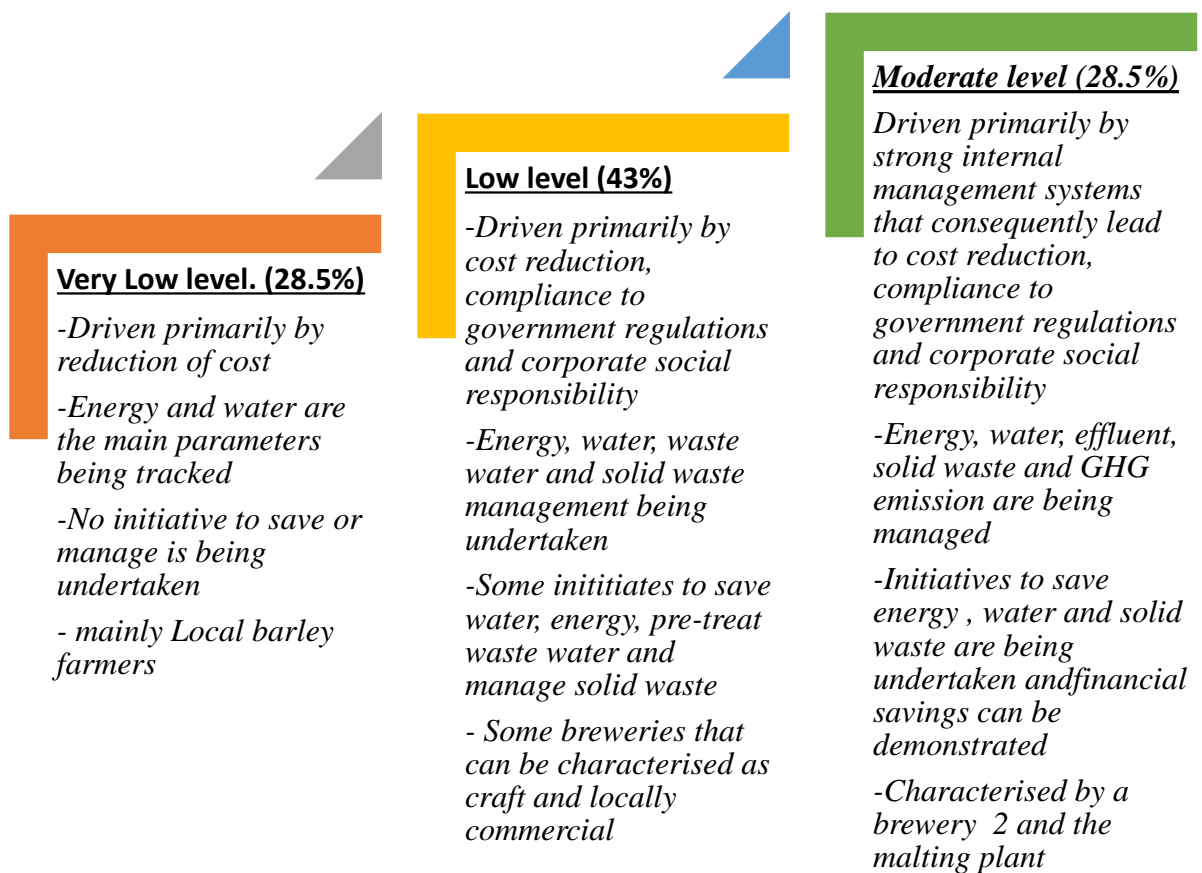 Very Low level. (28.5%)
-Driven primarily by
reduction of cost
-Energy and water are
the main parameters
being tracked
-No initiative to save or
manage is being
undertaken
- mainly Local barley
farmers
Low level (43%)
-Driven primarily by
cost reduction,
compliance to
government regulations
and corporate social
responsibility
-Energy, water, waste
water and solid waste
management being
undertaken
-Some inititiates to save
water, energy, pre-treat
waste water and
manage solid waste
- Some breweries that
can be characterised as
craft and locally
commercial
Moderate level (28.5%)
Driven primarily by
strong internal
management systems
that consequently lead
to cost reduction,
compliance to
government regulations
and corporate social
responsibility
-Energy, water, effluent,
solid waste and GHG
emission are being
managed
-Initiatives to save
energy , water and solid
waste are being
undertaken andfinancial
savings can be
demonstrated
-Characterised by a
brewery 2 and the
malting plant